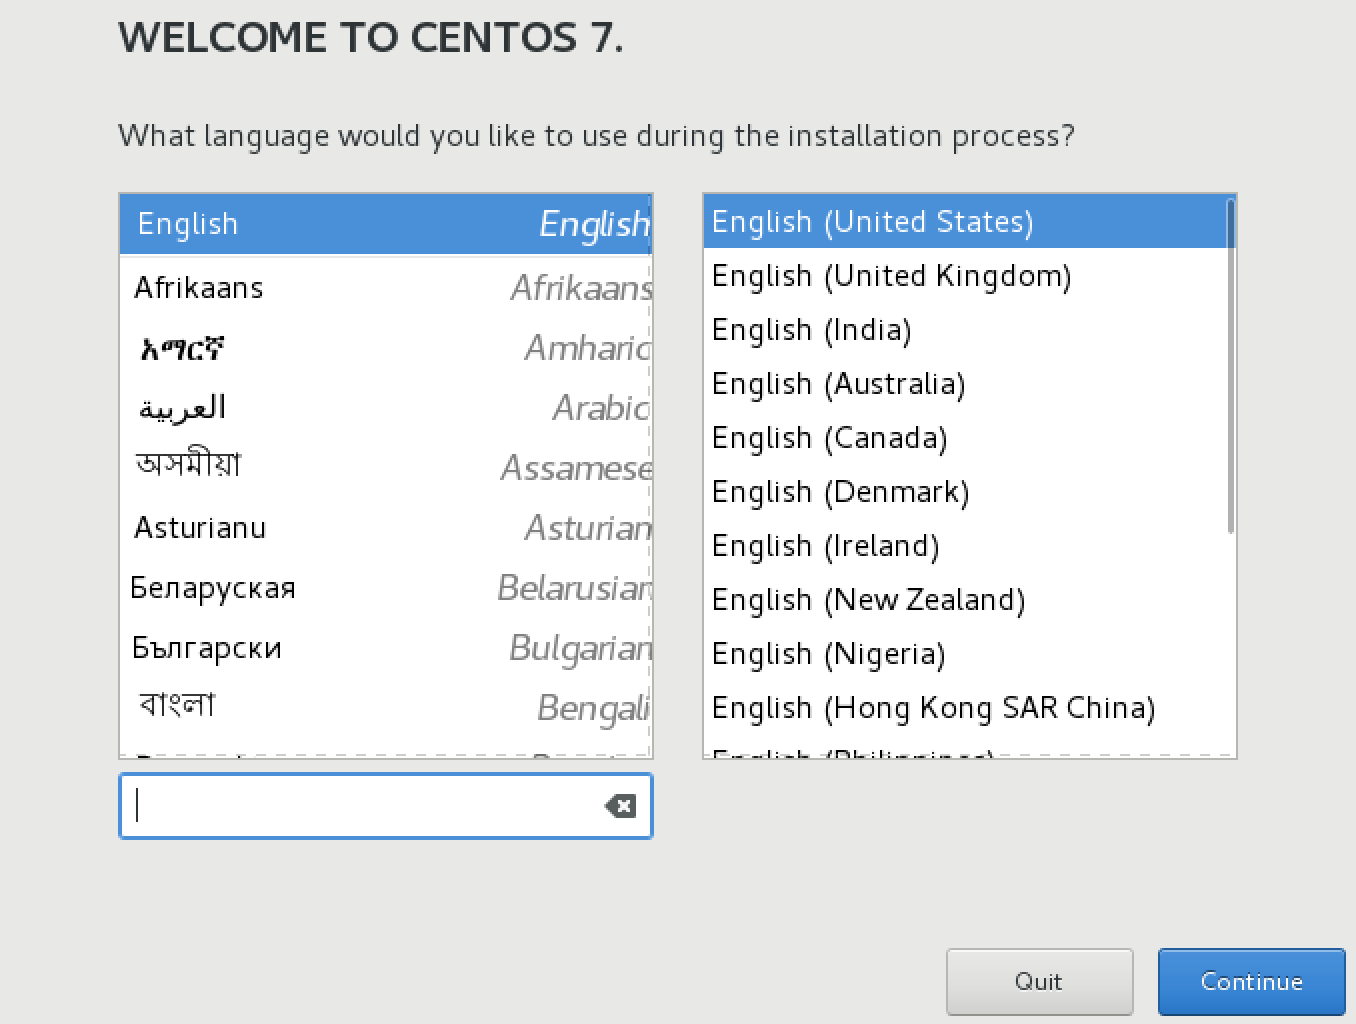 WELCOME TO CENTOS 7.
What language would you like to use during the installation process?
English English
Afrikaans Afrikaans
አማርኛ Amharic
العربية Arabic
অসমীয়া Assamese
Asturianu Asturian
Беларуская Belarusian
Български Bulgarian
বাংলা Bengali
English (United States)
English (United Kingdom)
English (India)
English (Australia)
English (Canada)
English (Denmark)
English (Ireland)
English (New Zealand)
English (Nigeria)
English (Hong Kong SAR China)
English (Philippines)
Quit
Continue